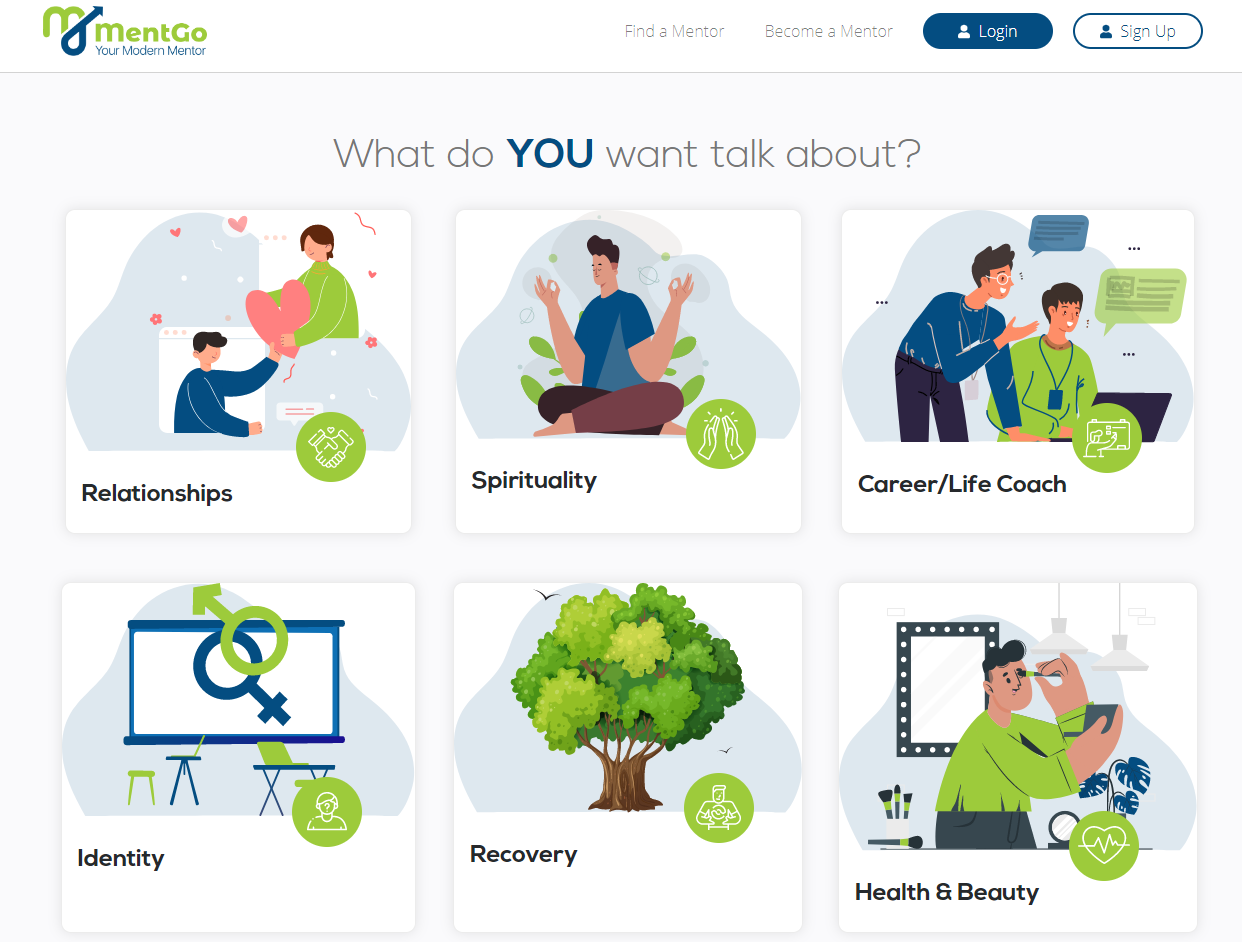 mentGo
Your Modern Mentor
Find a Mentor
Become a Mentor
Login
Sign Up
What do YOU want talk about?
Relationships
Spirituality
Career/Life Coach
Identity
Recovery
Health & Beauty